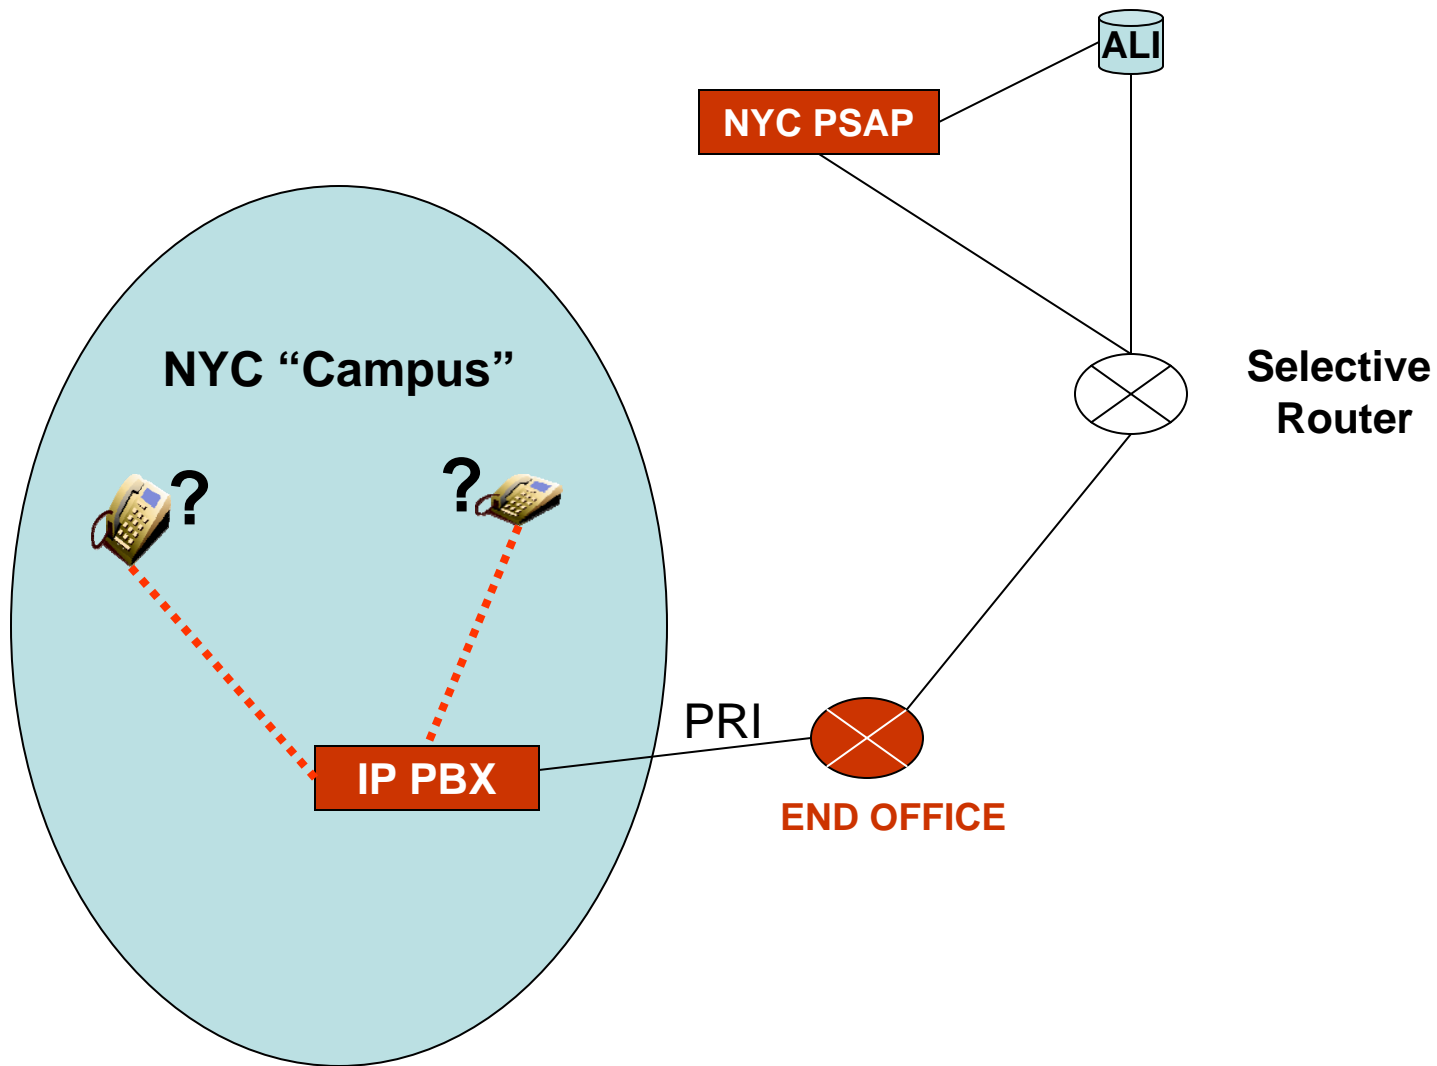 ALI
NYC PSAP
NYC “Campus”
Selective
Router
?
?
PRI
IP PBX
END OFFICE